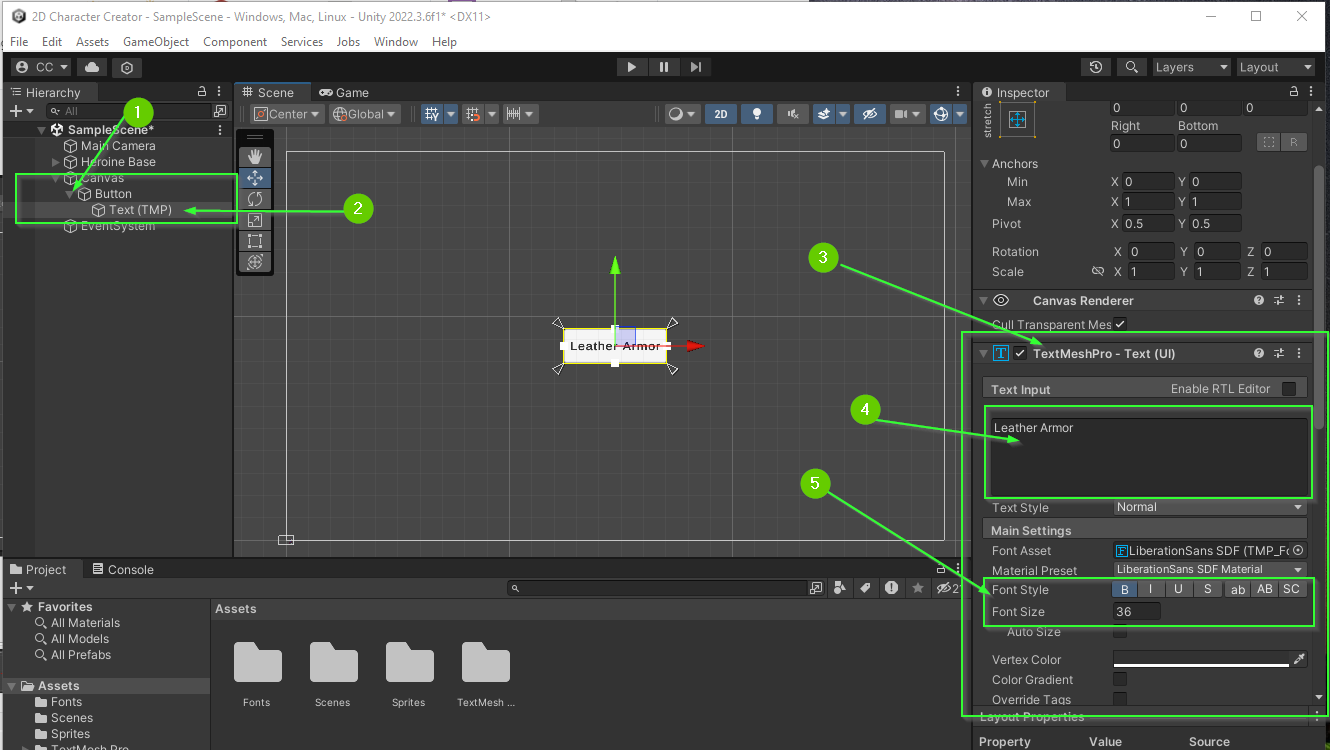 2D Character Creator - SampleScene - Windows, Mac, Linux - Unity 2022.3.6f1* <DX11>
File Edit Assets GameObject Component Services Jobs Window Help
CC Layers Layout
Hierarchy
All
1
SampleScene*
Main Camera
Heroine Base
Canvas
Button
Text (TMP)
2
EventSystem
Scene Game
Center Global 2D
Leather Armor
3
4
5
Inspector
stretch
0 0 0
Right Bottom
0 0 R
Anchors
Min X 0 Y 0
Max X 1 Y 1
Pivot X 0.5 Y 0.5
Rotation X 0 Y 0 Z 0
Scale X 1 Y 1 Z 1
Canvas Renderer
Cull Transparent Mes
TextMeshPro - Text (UI)
Text Input Enable RTL Editor
Leather Armor
Text Style Normal
Main Settings
Font Asset LiberationSans SDF (TMP_Fo
Material Preset LiberationSans SDF Material
Font Style B I U S ab AB SC
Font Size 36
Auto Size
Vertex Color
Color Gradient
Override Tags
Layout Properties
Property Value Source
Project Console
Favorites
All Materials
All Models
All Prefabs
Assets
Fonts
Scenes
Sprites
TextMesh Pro
Assets
Fonts Scenes Sprites TextMesh ...